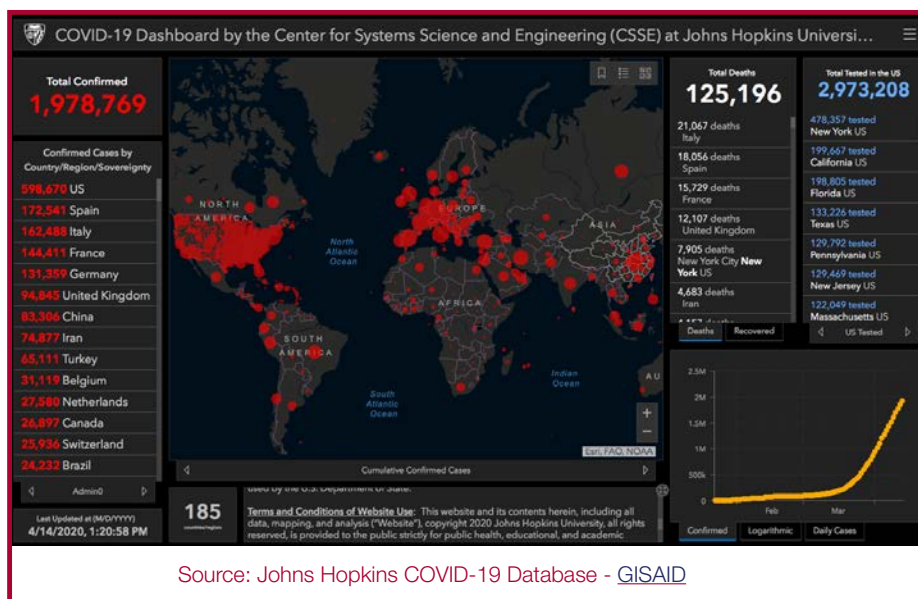 COVID-19 Dashboard by the Center for Systems Science and Engineering (CSSE) at Johns Hopkins Universi...
Total Confirmed
1,978,769
Confirmed Cases by
Country/Region/Sovereignty
598,670 US
172,541 Spain
162,488 Italy
144,411 France
131,359 Germany
94,845 United Kingdom
83,306 China
74,877 Iran
65,111 Turkey
31,119 Belgium
27,580 Netherlands
26,897 Canada
25,936 Switzerland
24,232 Brazil
Admin0
Last Updated at (M/D/YYYY)
4/14/2020, 1:20:58 PM
NORTH
AMERICA
EUROPE
ASIA
North
Atlantic
Ocean
AFRICA
SOUTH
AMERICA
Indian
Ocean
South
Atlantic
Ocean
AU
+
−
Esri, FAO, NOAA
Cumulative Confirmed Cases
185
countries/regions
used by the U.S. Department of State.
Terms and Conditions of Website Use: This website and its contents herein, including all
data, mapping, and analysis ("Website"), copyright 2020 Johns Hopkins University, all rights
reserved, is provided to the public strictly for public health, educational, and academic
Total Deaths
125,196
21,067 deaths
Italy
18,056 deaths
Spain
15,729 deaths
France
12,107 deaths
United Kingdom
7,905 deaths
New York City New
York US
4,683 deaths
Iran
Deaths
Recovered
Total Tested in the US
2,973,208
478,357 tested
New York US
199,667 tested
California US
198,805 tested
Florida US
133,226 tested
Texas US
129,792 tested
Pennsylvania US
129,469 tested
New Jersey US
122,049 tested
Massachusetts US
US Tested
2.5M
2M
1.5M
1M
500k
0
Feb
Mar
Confirmed
Logarithmic
Daily Cases
Source: Johns Hopkins COVID-19 Database - GISAID